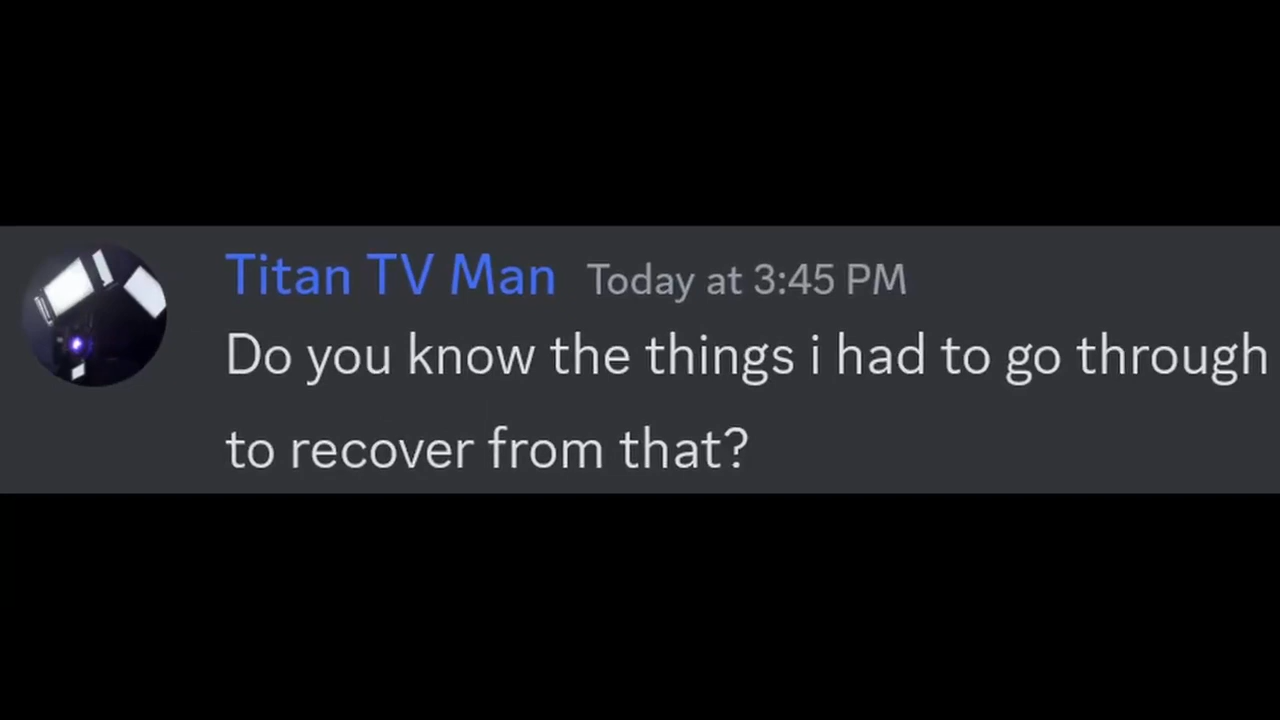 Titan TV Man Today at 3:45 PM
Do you know the things i had to go through
to recover from that?